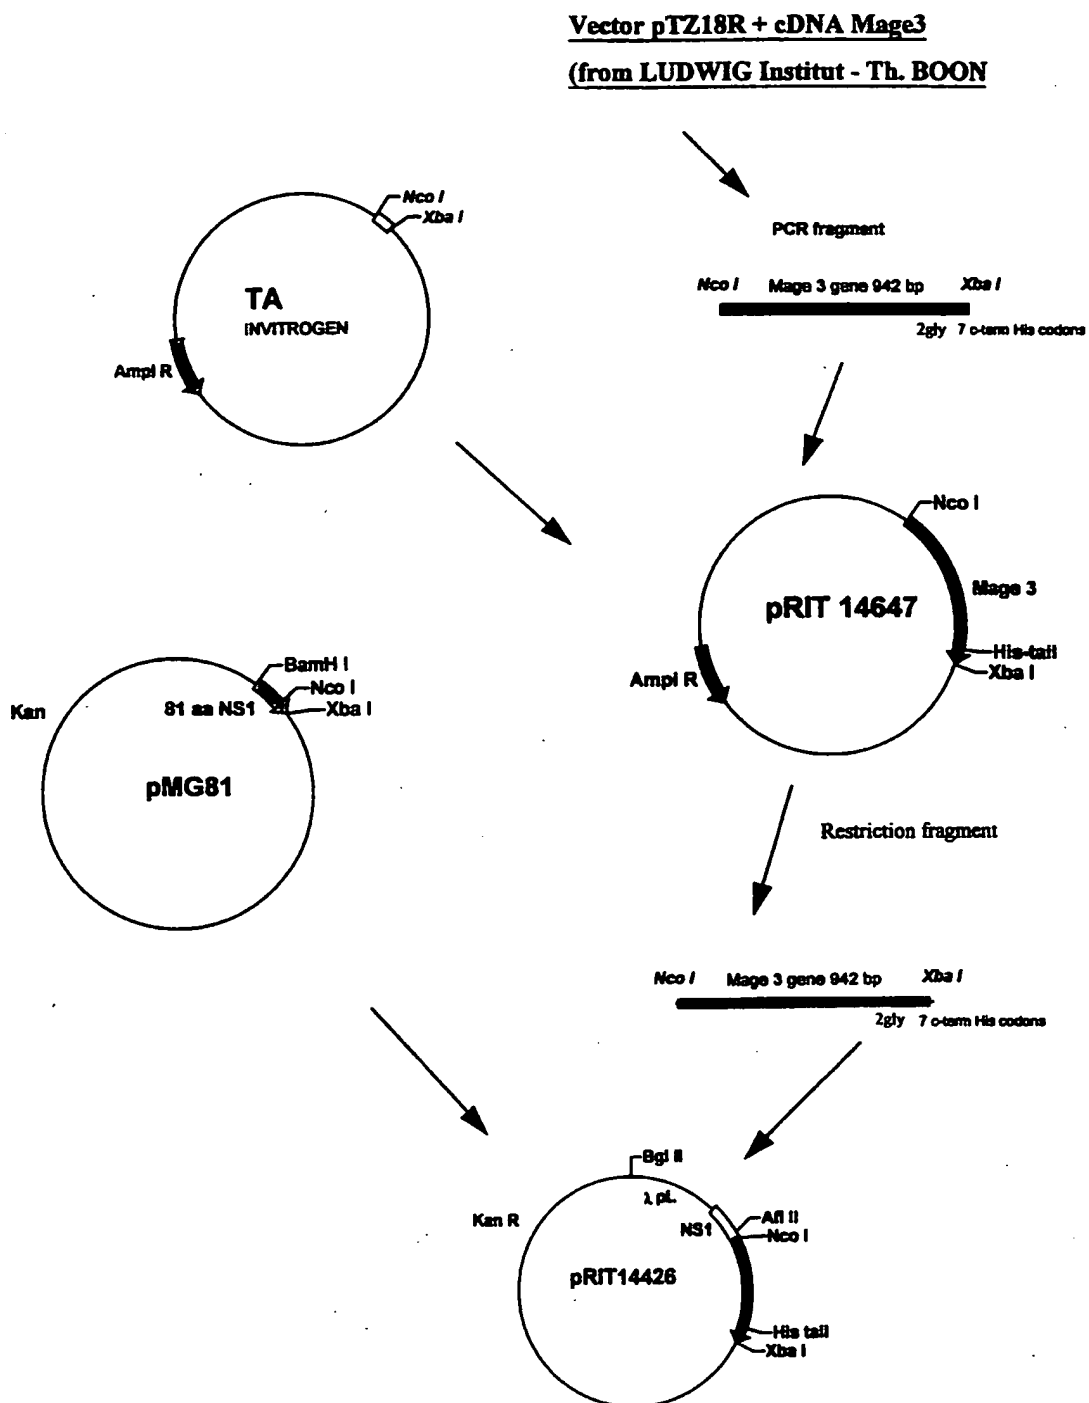 Vector pTZ18R + cDNA Mage3
(from LUDWIG Institut - Th. BOON
Nco I
Xba I
TA
INVITROGEN
Ampl R
PCR fragment
Nco I Mage 3 gene 942 bp Xba I
2gly 7 c-term His codons
Nco I
Mage 3
pRIT 14647
His-tail
Xba I
Ampl R
BamH I
Nco I
Xba I
81 aa NS1
Kan
pMG81
Restriction fragment
Nco I Mage 3 gene 942 bp Xba I
2gly 7 c-term His codons
Bgl II
λ pL
Kan R
NS1
Afl II
Nco I
pRIT14426
His tail
Xba I